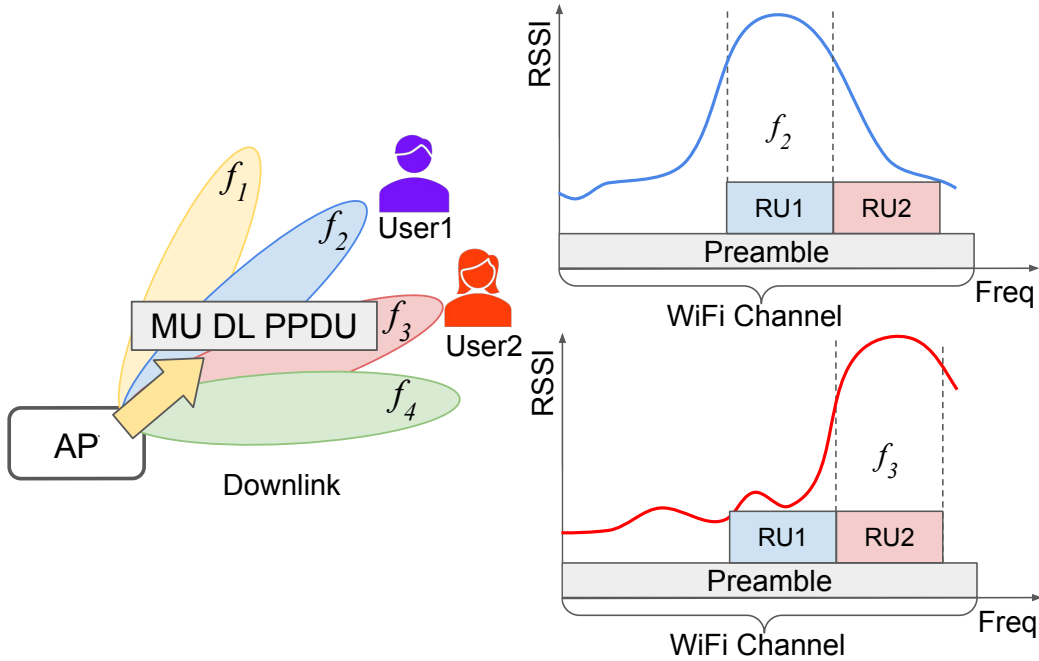 f1
f2
User1
MU DL PPDU
f3
User2
f4
AP
Downlink
RSSI
f2
RU1
RU2
Preamble
Freq
WiFi Channel
RSSI
f3
RU1
RU2
Preamble
Freq
WiFi Channel